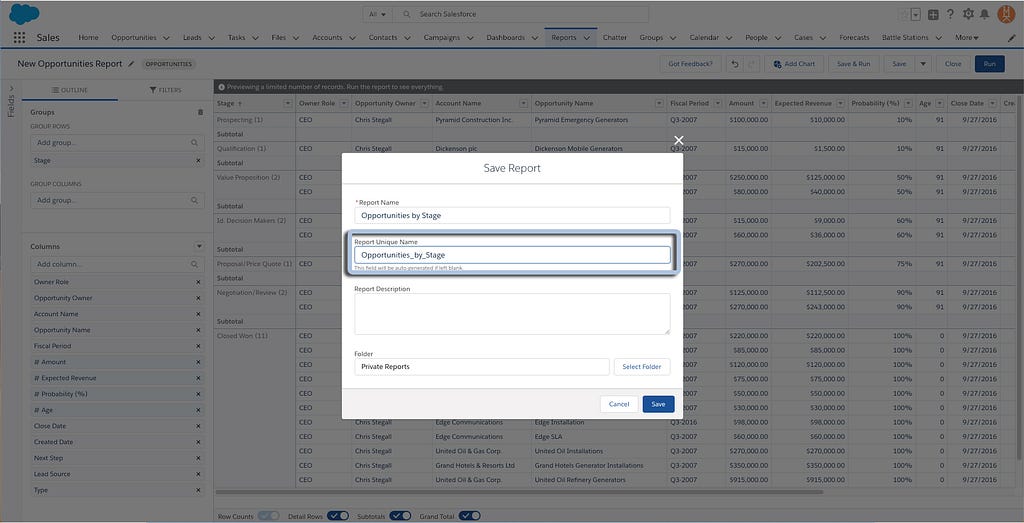 All
Search Salesforce
Sales
Home Opportunities Leads Tasks Files Accounts Contacts Campaigns Dashboards Reports Chatter Groups Calendar People Cases Forecasts Battle Stations More
New Opportunities Report OPPORTUNITIES
Got Feedback? Add Chart Save & Run Save Close Run
Fields
OUTLINE FILTERS
Previewing a limited number of records. Run the report to see everything.
Groups
GROUP ROWS
Add group...
Stage
GROUP COLUMNS
Add group...
Columns
Add column...
Owner Role
Opportunity Owner
Account Name
Opportunity Name
Fiscal Period
# Amount
# Expected Revenue
# Probability (%)
# Age
Close Date
Created Date
Next Step
Lead Source
Type
Stage Owner Role Opportunity Owner Account Name Opportunity Name Fiscal Period Amount Expected Revenue Probability (%) Age Close Date Cre
Prospecting (1) CEO Chris Stegall Pyramid Construction Inc. Pyramid Emergency Generators Q3-2007 $100,000.00 $10,000.00 10% 91 9/27/2016
Subtotal
Qualification (1) CEO Chris Stegall Dickenson plc Dickenson Mobile Generators Q3-2007 $15,000.00 $1,500.00 10% 91 9/27/2016
Subtotal
Value Proposition (2) CEO 2007 $250,000.00 $125,000.00 50% 91 9/27/2016
CEO 2007 $80,000.00 $40,000.00 50% 91 9/27/2016
Subtotal
Id. Decision Makers (2) CEO 2007 $15,000.00 $9,000.00 60% 91 9/27/2016
CEO 2007 $60,000.00 $36,000.00 60% 91 9/27/2016
Subtotal
Proposal/Price Quote (1) CEO 2007 $270,000.00 $202,500.00 75% 91 9/27/2016
Subtotal
Negotiation/Review (2) CEO 2007 $125,000.00 $112,500.00 90% 91 9/27/2016
CEO 2007 $270,000.00 $243,000.00 90% 91 9/27/2016
Subtotal
Closed Won (11) CEO 2007 $220,000.00 $220,000.00 100% 0 9/27/2016
CEO 2007 $85,000.00 $85,000.00 100% 0 9/27/2016
CEO 2007 $120,000.00 $120,000.00 100% 0 9/27/2016
CEO 2007 $75,000.00 $75,000.00 100% 0 9/27/2016
CEO 2007 $50,000.00 $50,000.00 100% 0 9/27/2016
CEO 2007 $30,000.00 $30,000.00 100% 0 9/27/2016
CEO Chris Stegall Edge Communications Edge Installation Q3-2016 $98,000.00 $98,000.00 100% 0 9/27/2016
CEO Chris Stegall Edge Communications Edge SLA Q3-2007 $60,000.00 $60,000.00 100% 0 9/27/2016
CEO Chris Stegall United Oil & Gas Corp. United Oil Installations Q3-2007 $270,000.00 $270,000.00 100% 0 9/27/2016
CEO Chris Stegall Grand Hotels & Resorts Ltd Grand Hotels Generator Installations Q3-2007 $350,000.00 $350,000.00 100% 0 9/27/2016
CEO Chris Stegall United Oil & Gas Corp. United Oil Refinery Generators Q3-2007 $915,000.00 $915,000.00 100% 0 9/27/2016
Save Report
*Report Name
Opportunities by Stage
Report Unique Name
Opportunities_by_Stage
This field will be auto-generated if left blank.
Report Description
Folder
Private Reports
Select Folder
Cancel Save
Row Counts Detail Rows Subtotals Grand Total